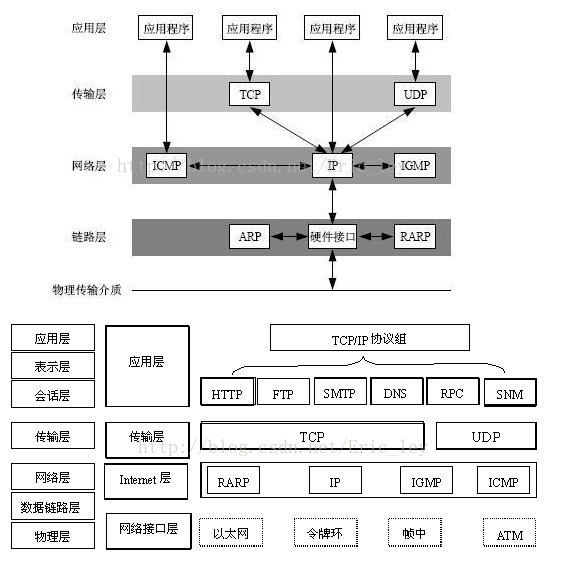 应用层 应用程序 应用程序 应用程序 应用程序
传输层 TCP UDP
网络层 ICMP IP IGMP
http://blog.csdn.net/Eric_ley
链路层 ARP 硬件接口 RARP
物理传输介质
TCP/IP 协议组
应用层
表示层
会话层
应用层
HTTP FTP SMTP DNS RPC SNM
传输层 传输层 TCP UDP
http://blog.csdn.net/Eric_ley
网络层 Internet 层 RARP IP IGMP ICMP
数据链路层
物理层
网络接口层 以太网 令牌环 帧中 ATM